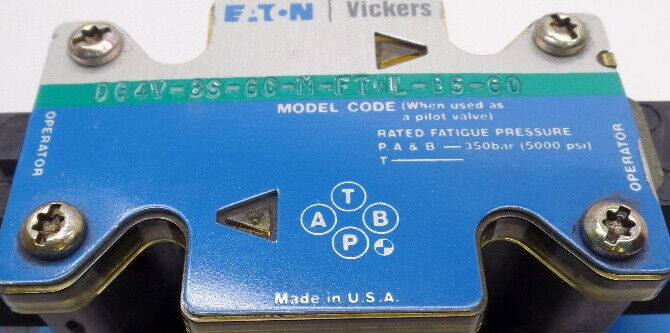 EATON | Vickers
DG4V-3S-6C-M-FTWL-B5-60
MODEL CODE (When used as
a pilot valve)
RATED FATIGUE PRESSURE
P, A & B — 350bar (5000 psi)
T
OPERATOR
OPERATOR
T
A B
P
Made in U.S.A.